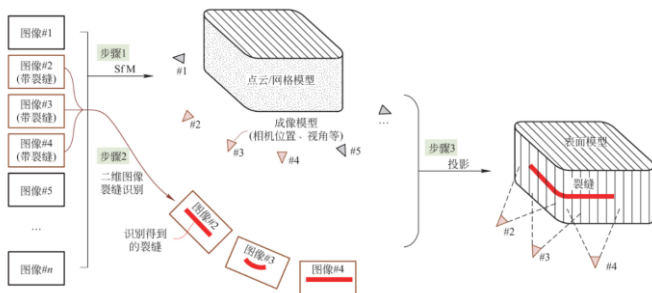 图像#1
图像#2
(带裂缝)
图像#3
(带裂缝)
图像#4
(带裂缝)
图像#5
...
图像#n
步骤1
SfM
步骤2
二维图像
裂缝识别
识别得到
的裂缝
图像#2
图像#3
图像#4
点云/网格模型
成像模型
(相机位置、视角等)
#1
#2
#3
#4
#5
...
步骤3
投影
表面模型
裂缝
#2
#3
#4